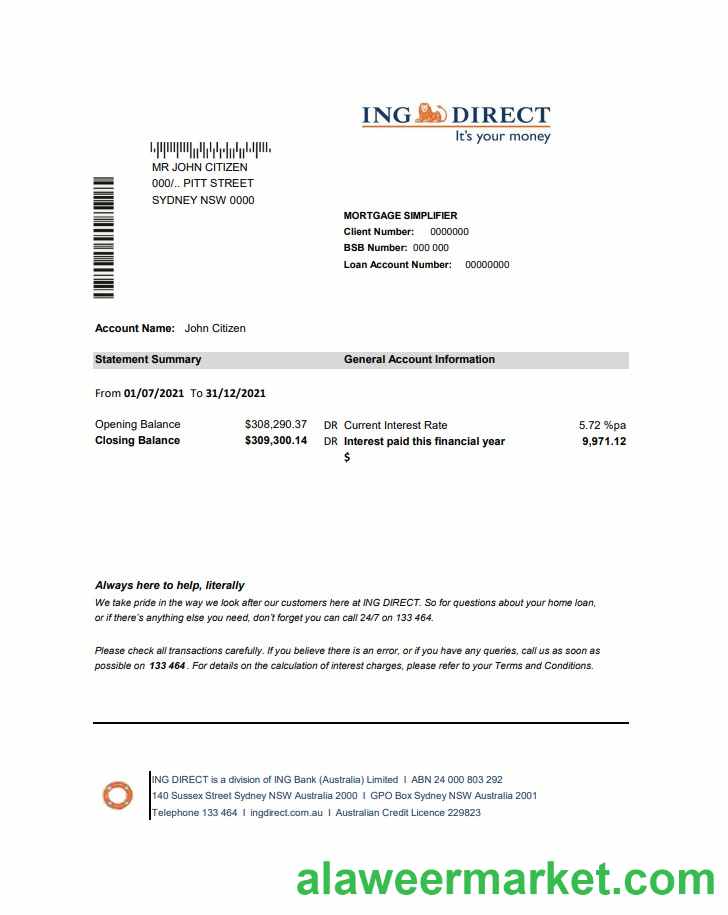 ING DIRECT
It's your money
MR JOHN CITIZEN
000/.. PITT STREET
SYDNEY NSW 0000
MORTGAGE SIMPLIFIER
Client Number: 0000000
BSB Number: 000 000
Loan Account Number: 00000000
Account Name: John Citizen
Statement Summary General Account Information
From 01/07/2021 To 31/12/2021
Opening Balance $308,290.37 DR Current Interest Rate 5.72 %pa
Closing Balance $309,300.14 DR Interest paid this financial year 9,971.12
$
Always here to help, literally
We take pride in the way we look after our customers here at ING DIRECT. So for questions about your home loan,
or if there's anything else you need, don't forget you can call 24/7 on 133 464.
Please check all transactions carefully. If you believe there is an error, or if you have any queries, call us as soon as
possible on 133 464 . For details on the calculation of interest charges, please refer to your Terms and Conditions.
ING DIRECT is a division of ING Bank (Australia) Limited I ABN 24 000 803 292
140 Sussex Street Sydney NSW Australia 2000 I GPO Box Sydney NSW Australia 2001
Telephone 133 464 I ingdirect.com.au I Australian Credit Licence 229823
alaweermarket.com